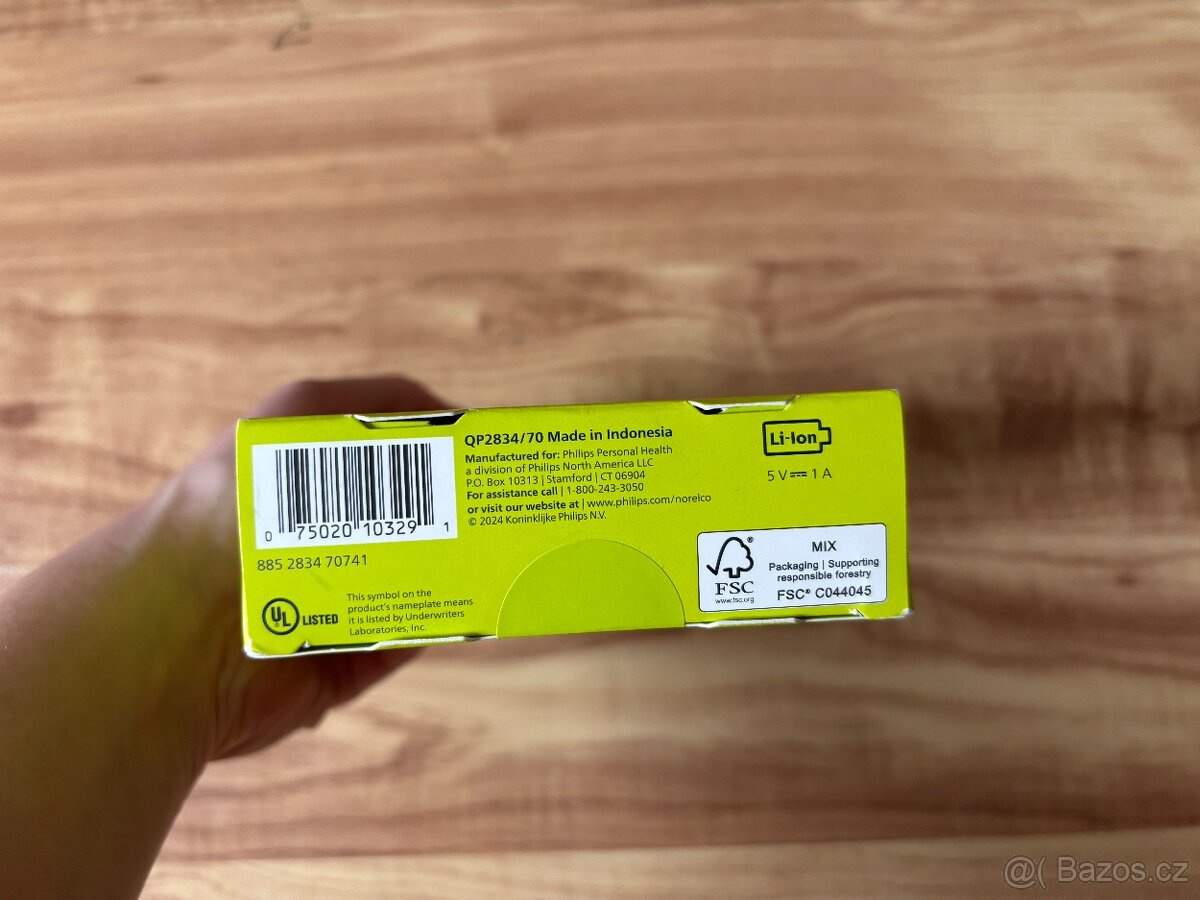 0 75020 10329 1
885 2834 70741
UL LISTED
This symbol on the
product's nameplate means
it is listed by Underwriters
Laboratories, Inc.
QP2834/70 Made in Indonesia
Manufactured for: Philips Personal Health
a division of Philips North America LLC
P.O. Box 10313 | Stamford | CT 06904
For assistance call | 1-800-243-3050
or visit our website at | www.philips.com/norelco
© 2024 Koninklijke Philips N.V.
Li-Ion
5 V ⎓ 1 A
FSC®
www.fsc.org
MIX
Packaging | Supporting
responsible forestry
FSC® C044045
@( Bazos.cz